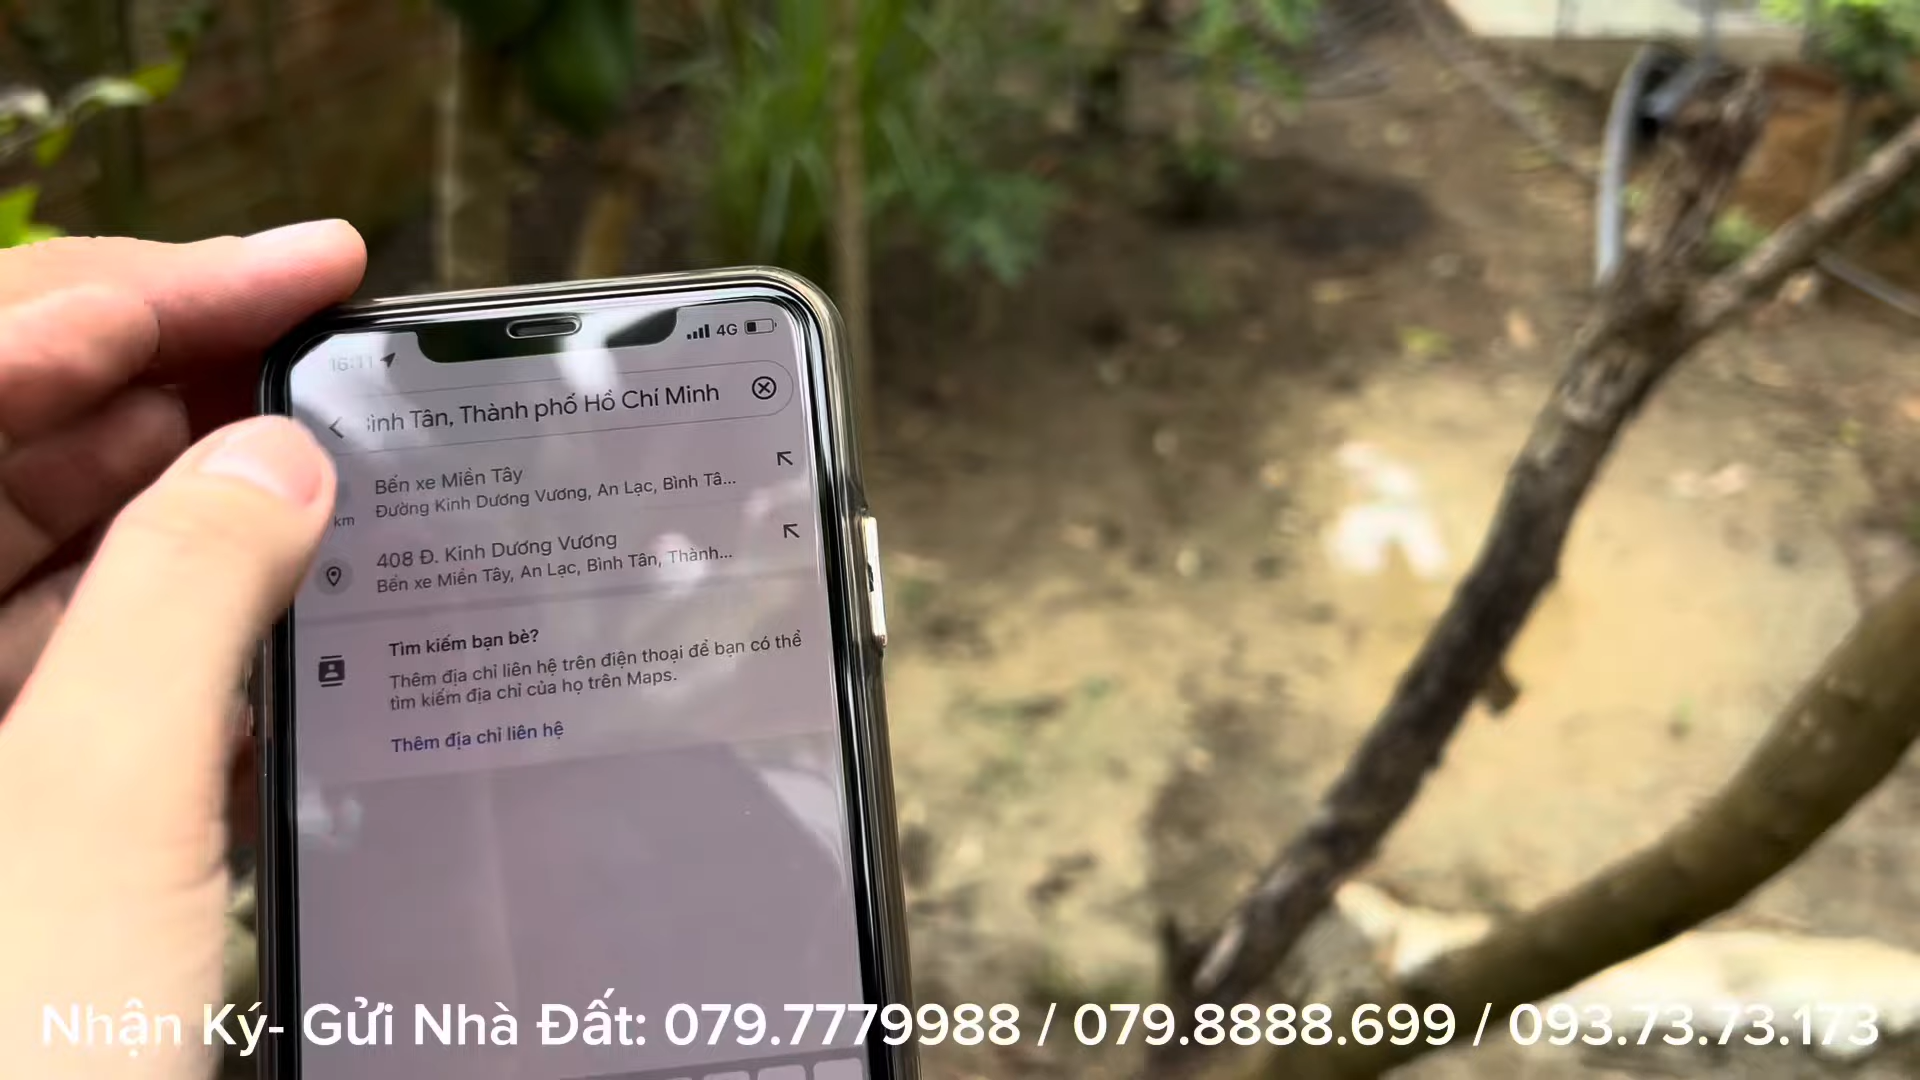 16:11
4G
ình Tân, Thành phố Hồ Chí Minh
Bến xe Miền Tây
Đường Kinh Dương Vương, An Lạc, Bình Tâ...
km
408 Đ. Kinh Dương Vương
Bến xe Miền Tây, An Lạc, Bình Tân, Thành...
Tìm kiếm bạn bè?
Thêm địa chỉ liên hệ trên điện thoại để bạn có thể
tìm kiếm địa chỉ của họ trên Maps.
Thêm địa chỉ liên hệ
Nhận Ký- Gửi Nhà Đất: 079.7779988 / 079.8888.699 / 093.73.73.173